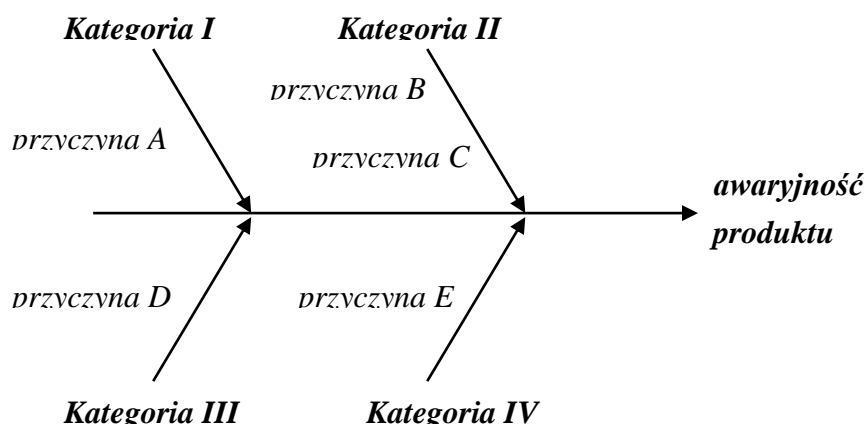 Kategoria I
Kategoria II
przyczyna B
przyczyna A
przyczyna C
awaryjność
produktu
przyczyna D
przyczyna E
Kategoria III
Kategoria IV